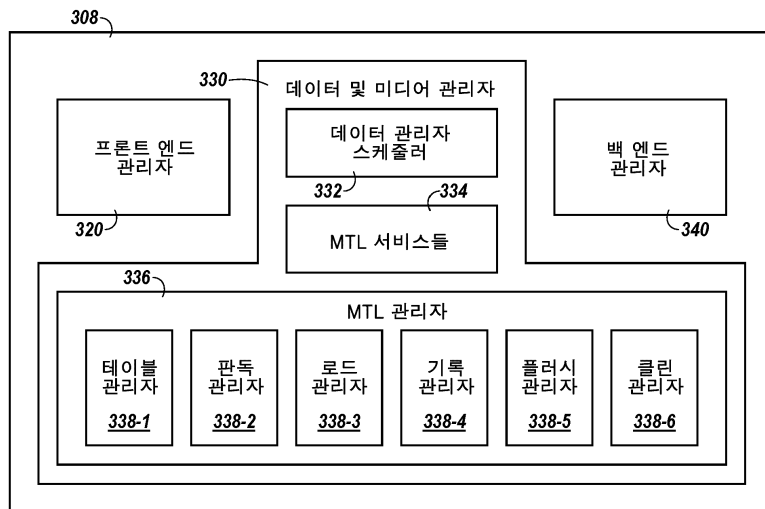 308
330
데이터 및 미디어 관리자
프론트 엔드
관리자
320
데이터 관리자
스케줄러
332
334
MTL 서비스들
백 엔드
관리자
340
336
MTL 관리자
테이블
관리자
338-1
판독
관리자
338-2
로드
관리자
338-3
기록
관리자
338-4
플러시
관리자
338-5
클린
관리자
338-6